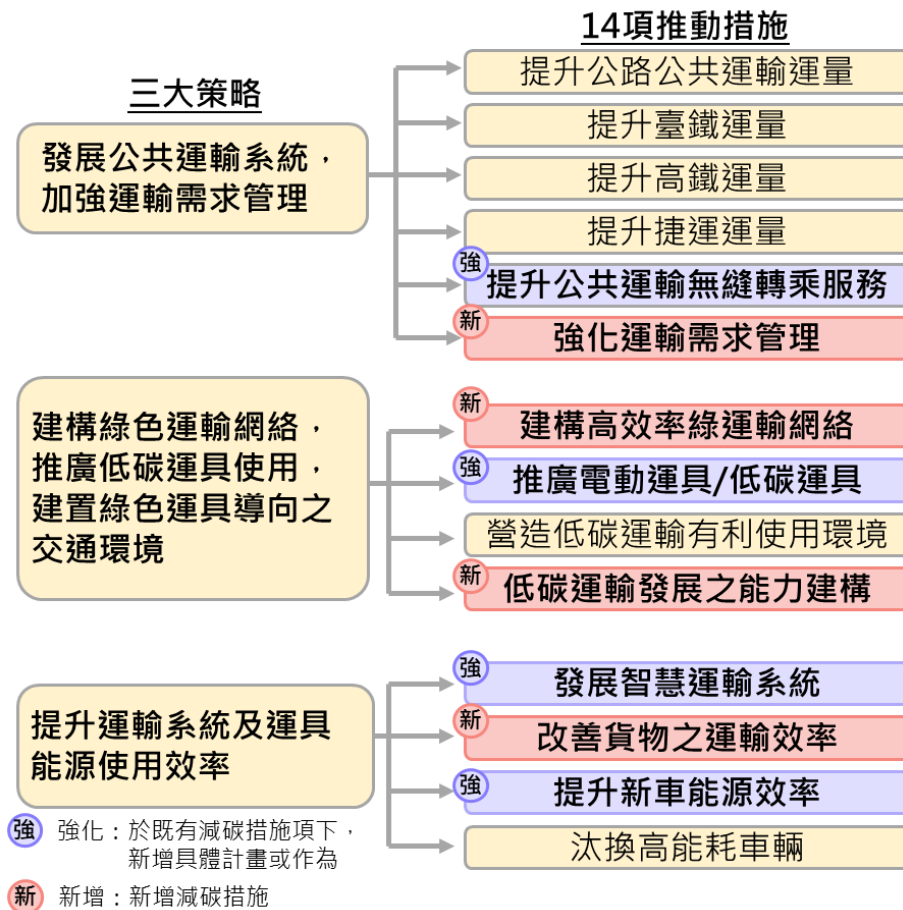 14項推動措施
三大策略
發展公共運輸系統，
加強運輸需求管理
提升公路公共運輸運量
提升臺鐵運量
提升高鐵運量
提升捷運運量
強
提升公共運輸無縫轉乘服務
新
強化運輸需求管理
建構綠色運輸網絡，
推廣低碳運具使用，
建置綠色運具導向之
交通環境
新
建構高效率綠運輸網絡
強
推廣電動運具/低碳運具
營造低碳運輸有利使用環境
新
低碳運輸發展之能力建構
提升運輸系統及運具
能源使用效率
強
發展智慧運輸系統
新
改善貨物之運輸效率
強
提升新車能源效率
汰換高能耗車輛
強 強化：於既有減碳措施項下，
新增具體計畫或作為
新 新增：新增減碳措施